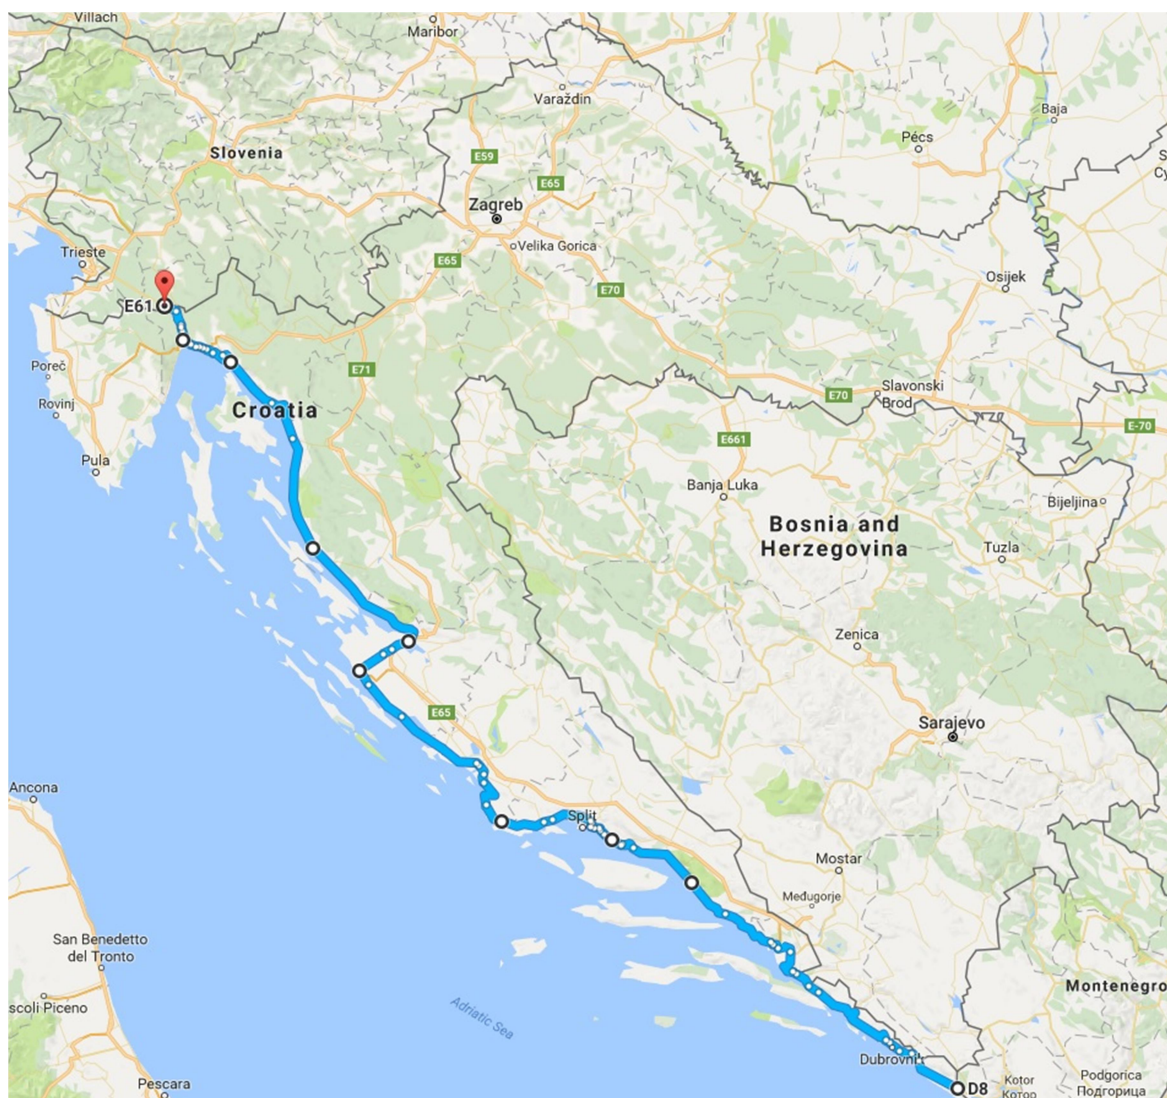 Villach
Maribor
Varaždin
Baja
Pécs
Slovenia
E59
S
Cy
E65
Zagreb
Velika Gorica
Trieste
E65
Osijek
E70
E61
Poreč
E71
Slavonski
Brod
E70
Rovinj
Croatia
E-70
E661
Pula
Banja Luka
Bijeljina
Bosnia and
Herzegovina
Tuzla
Zenica
E65
Sarajevo
Ancona
Split
Mostar
Međugorje
San Benedetto
del Tronto
Montenegro
scoli Piceno
Adriatic Sea
Dubrovnik
Pescara
D8
Kotor
Котор
Podgorica
Подгорица